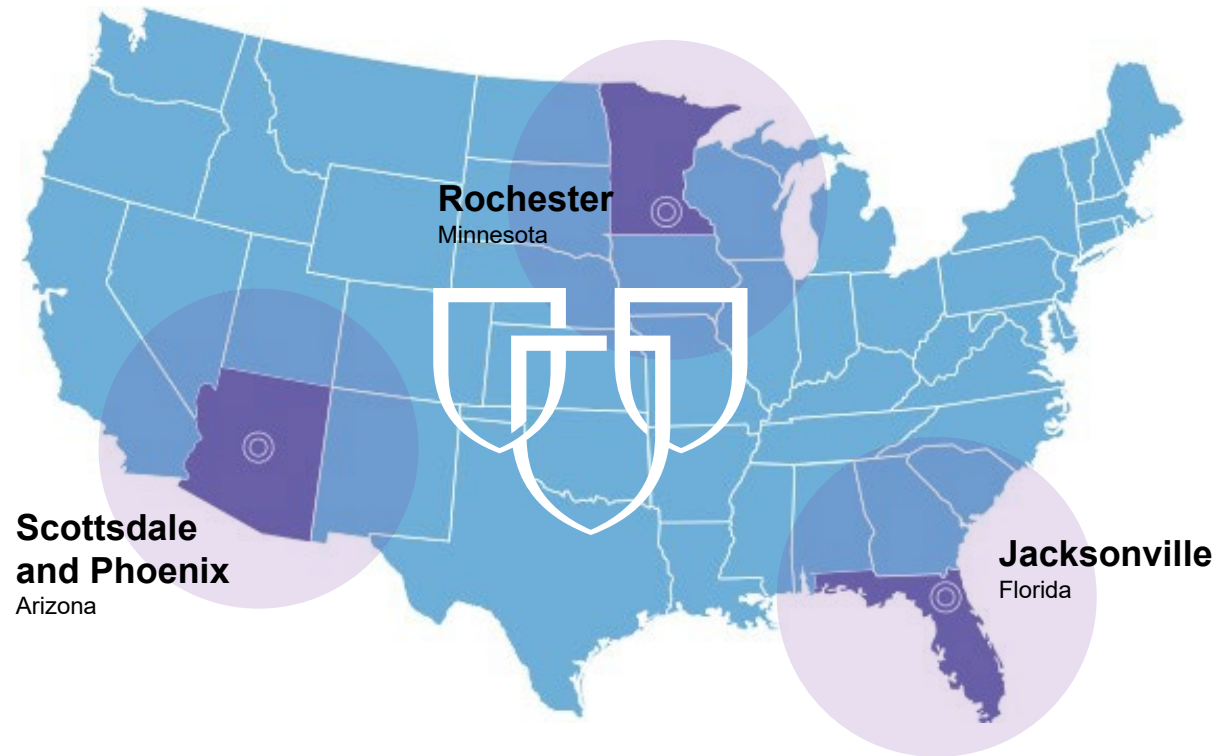 Rochester
Minnesota
Scottsdale
and Phoenix
Arizona
Jacksonville
Florida